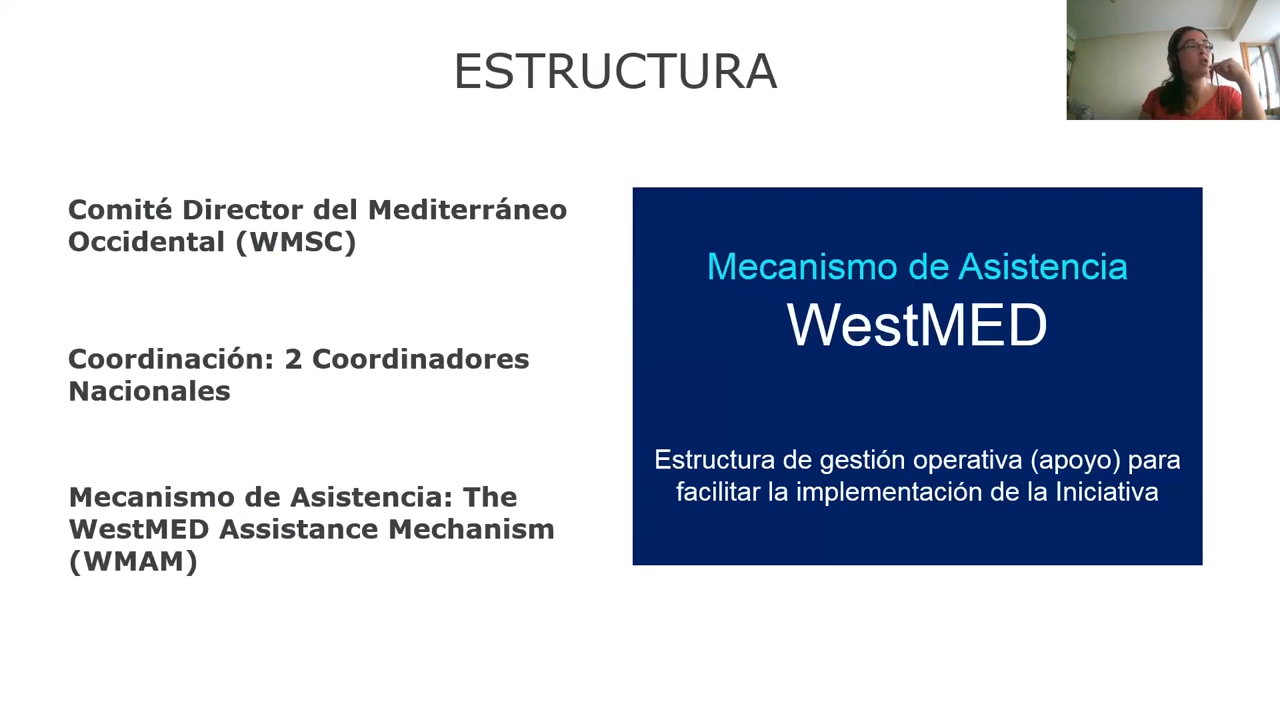 ESTRUCTURA
Comité Director del Mediterráneo
Occidental (WMSC)
Coordinación: 2 Coordinadores
Nacionales
Mecanismo de Asistencia: The
WestMED Assistance Mechanism
(WMAM)
Mecanismo de Asistencia
WestMED
Estructura de gestión operativa (apoyo) para
facilitar la implementación de la Iniciativa